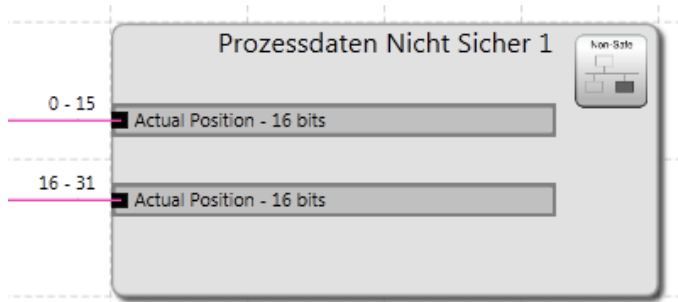 Prozessdaten Nicht Sicher 1
Non-Safe
0 - 15
Actual Position - 16 bits
16 - 31
Actual Position - 16 bits